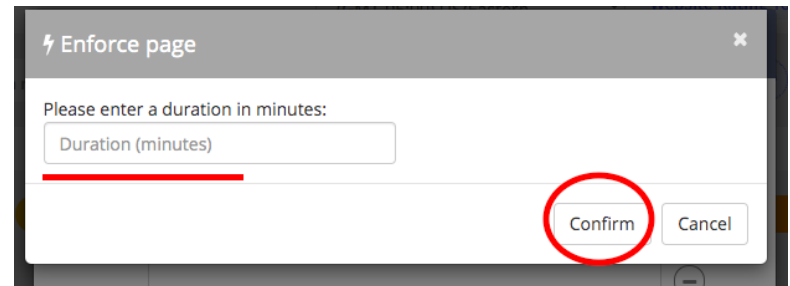 Enforce page
Please enter a duration in minutes:
Duration (minutes)
Confirm
Cancel